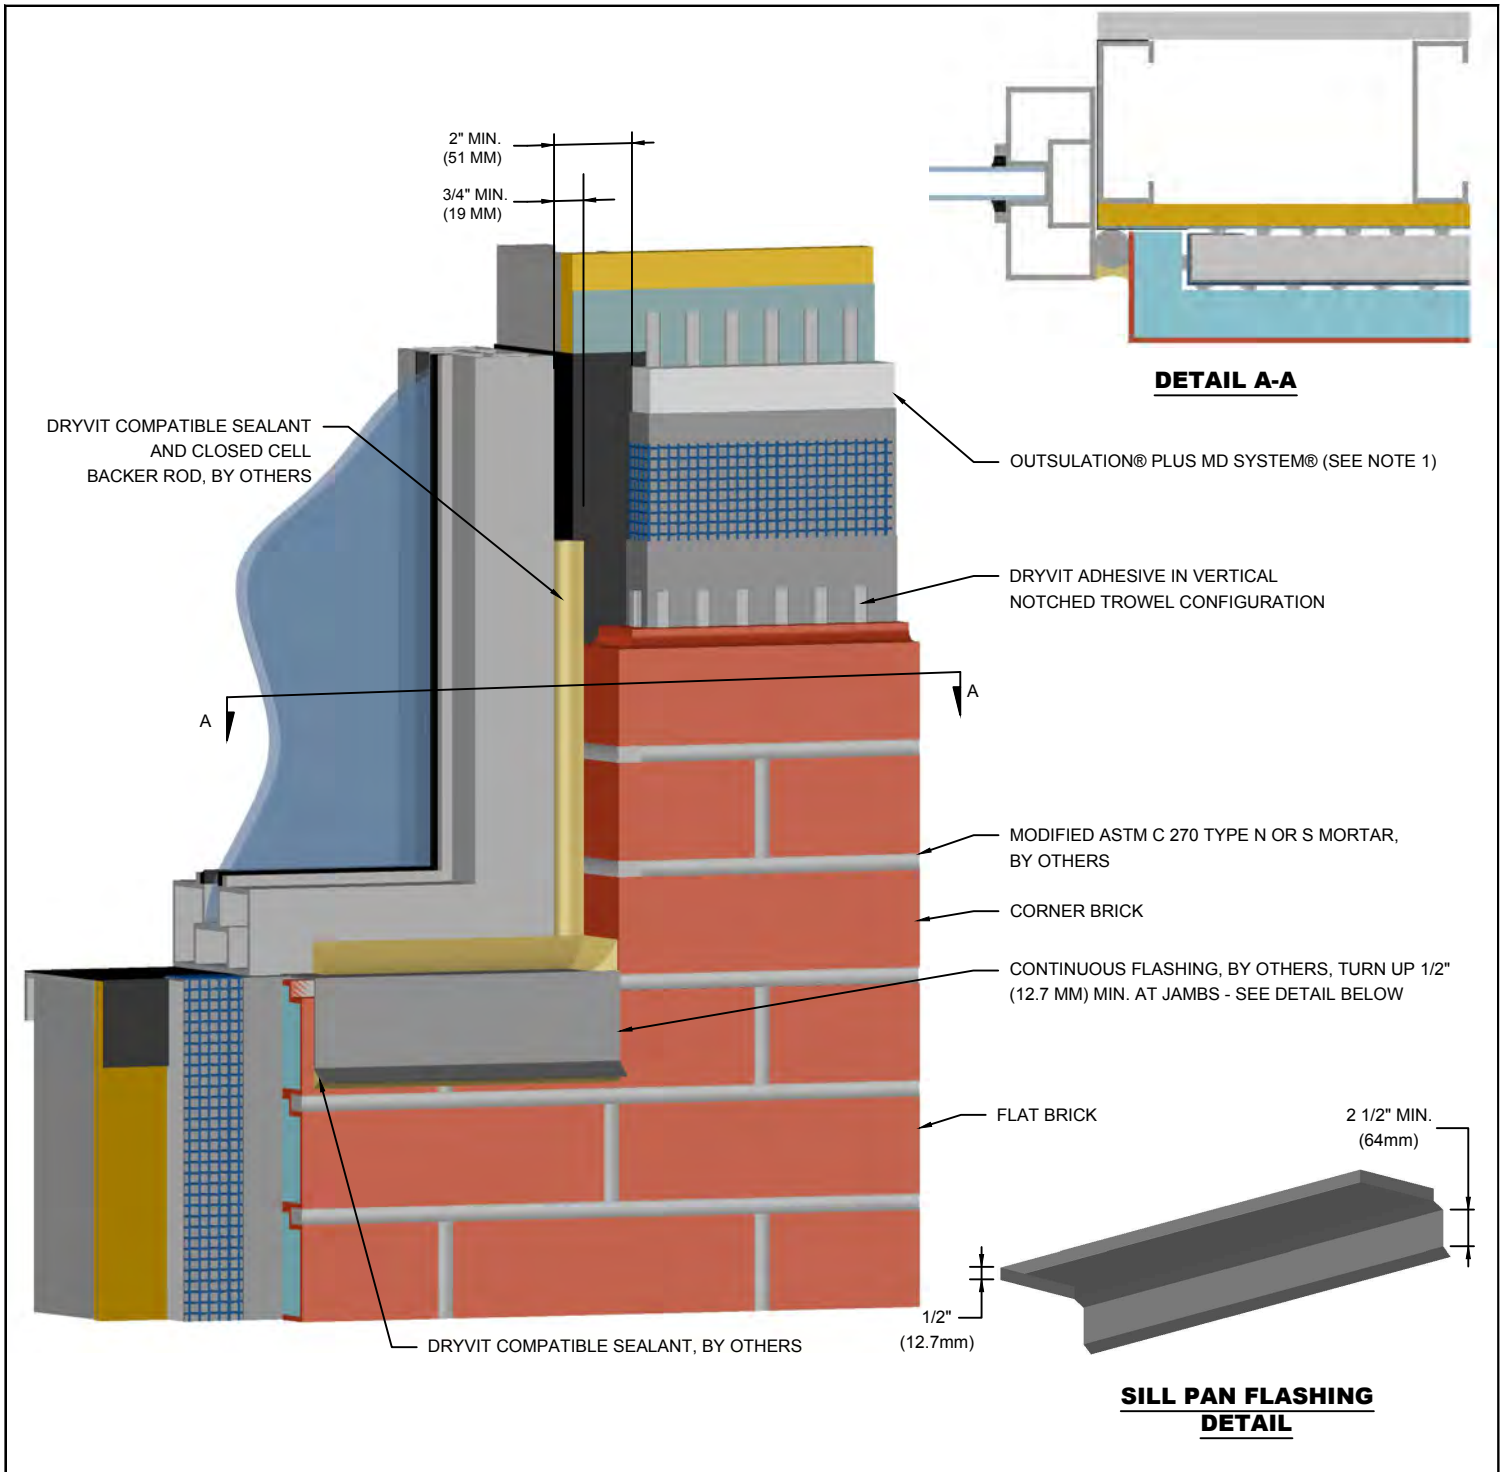 2" MIN.
(51 MM)
3/4" MIN.
(19 MM)
DETAIL A-A
DRYVIT COMPATIBLE SEALANT
AND CLOSED CELL
BACKER ROD, BY OTHERS
OUTSULATION® PLUS MD SYSTEM® (SEE NOTE 1)
DRYVIT ADHESIVE IN VERTICAL
NOTCHED TROWEL CONFIGURATION
A
A
MODIFIED ASTM C 270 TYPE N OR S MORTAR,
BY OTHERS
CORNER BRICK
CONTINUOUS FLASHING, BY OTHERS, TURN UP 1/2"
(12.7 MM) MIN. AT JAMBS - SEE DETAIL BELOW
FLAT BRICK
2 1/2" MIN.
(64mm)
1/2"
(12.7mm)
DRYVIT COMPATIBLE SEALANT, BY OTHERS
SILL PAN FLASHING
DETAIL